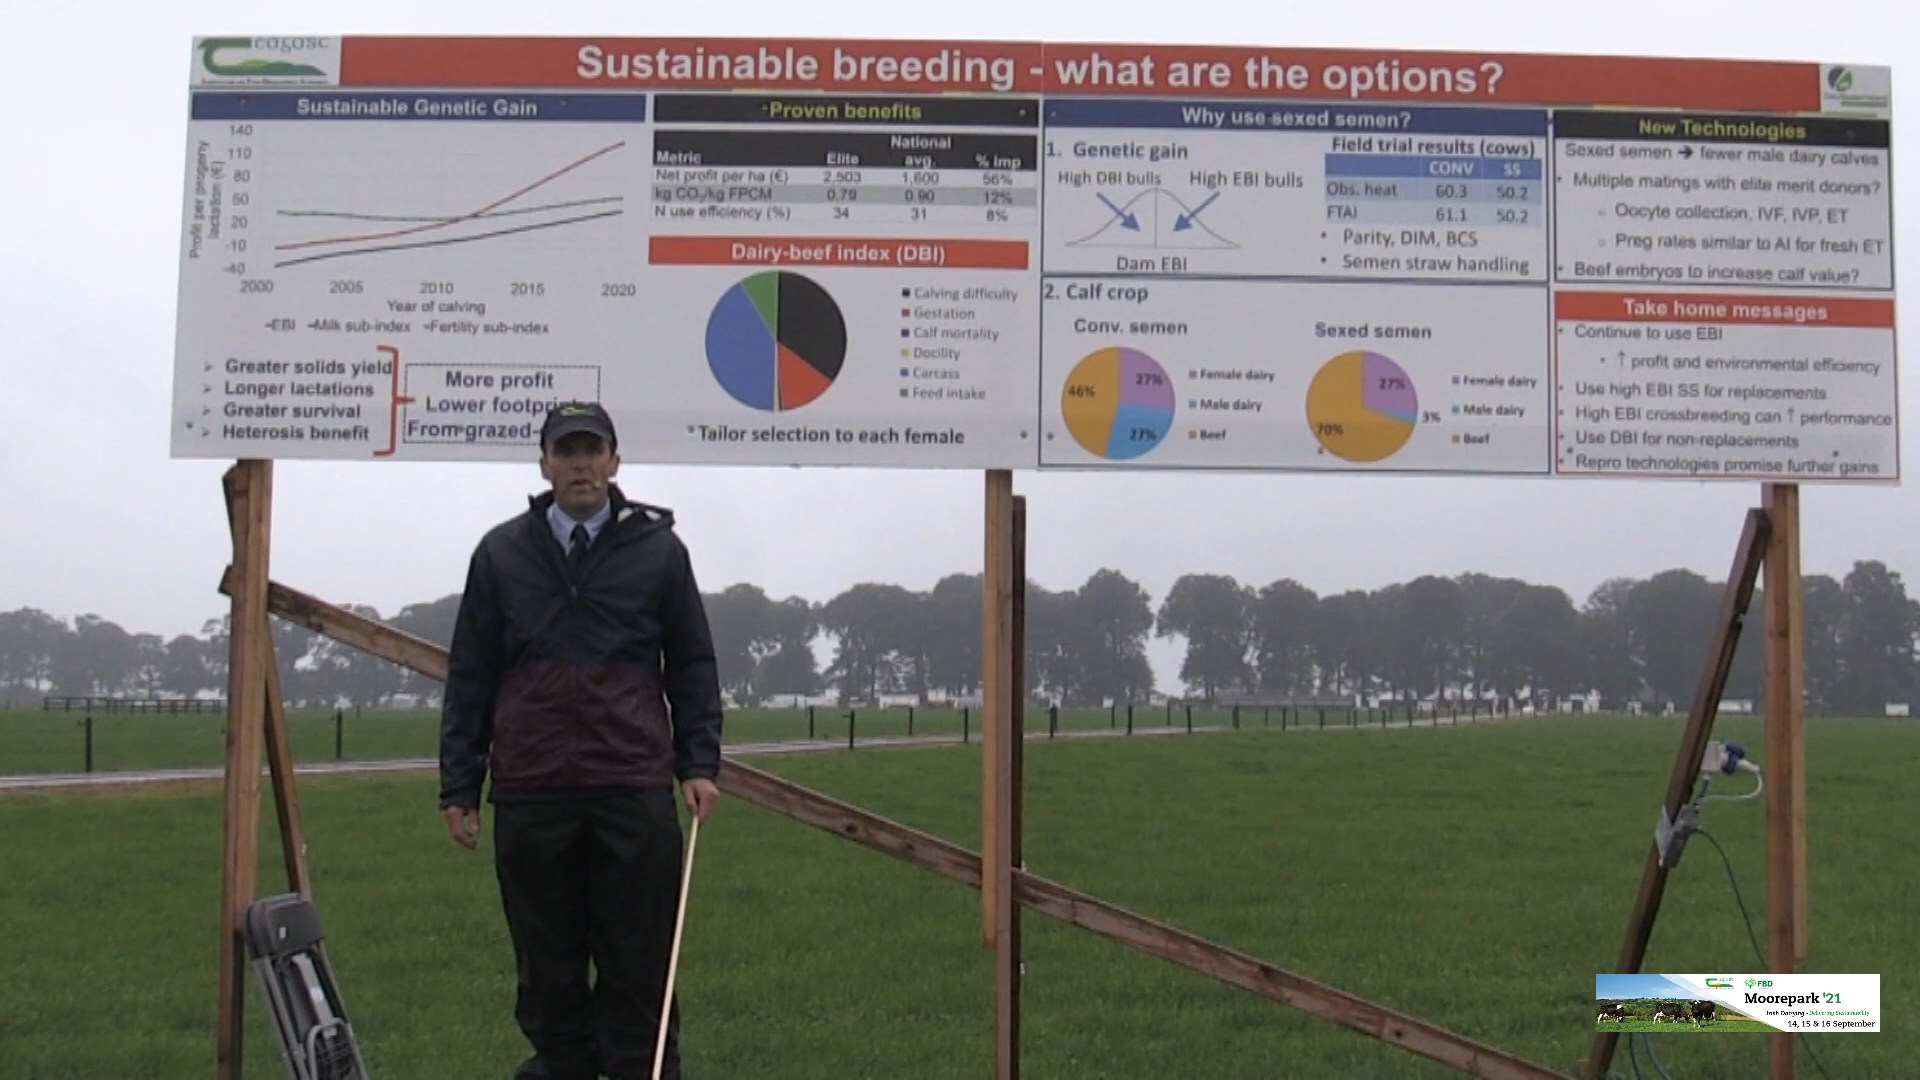 teagasc
Sustainable breeding - what are the options?
Sustainable Genetic Gain
Profit per progeny
lactation (€)
140
110
80
50
20
-10
-40
2000 2005 2010 2015 2020
Year of calving
EBI Milk sub-index Fertility sub-index
Greater solids yield
Longer lactations
Greater survival
Heterosis benefit
More profit
Lower footprin
From grazed-
Proven benefits
Metric Elite National avg. % Imp
Net profit per ha (€) 2,503 1,600 56%
kg CO₂/kg FPCM 0.79 0.90 12%
N use efficiency (%) 34 31 8%
Dairy-beef index (DBI)
Calving difficulty
Gestation
Calf mortality
Docility
Carcass
Feed intake
Tailor selection to each female
Why use sexed semen?
1. Genetic gain
High DBI bulls High EBI bulls
Dam EBI
Field trial results (cows)
CONV SS
Obs. heat 60.3 50.2
FTAI 61.1 50.2
• Parity, DIM, BCS
• Semen straw handling
2. Calf crop
Conv. semen
46% 27% 27%
Female dairy
Male dairy
Beef
Sexed semen
27% 3% 70%
Female dairy
Male dairy
Beef
New Technologies
Sexed semen → fewer male dairy calves
• Multiple matings with elite merit donors?
○ Oocyte collection, IVF, IVP, ET
○ Preg rates similar to AI for fresh ET
• Beef embryos to increase calf value?
Take home messages
• Continue to use EBI
• ↑ profit and environmental efficiency
• Use high EBI SS for replacements
• High EBI crossbreeding can ↑ performance
• Use DBI for non-replacements
• Repro technologies promise further gains
FBD
Moorepark '21
Irish Dairying - Delivering Sustainability
14, 15 & 16 September